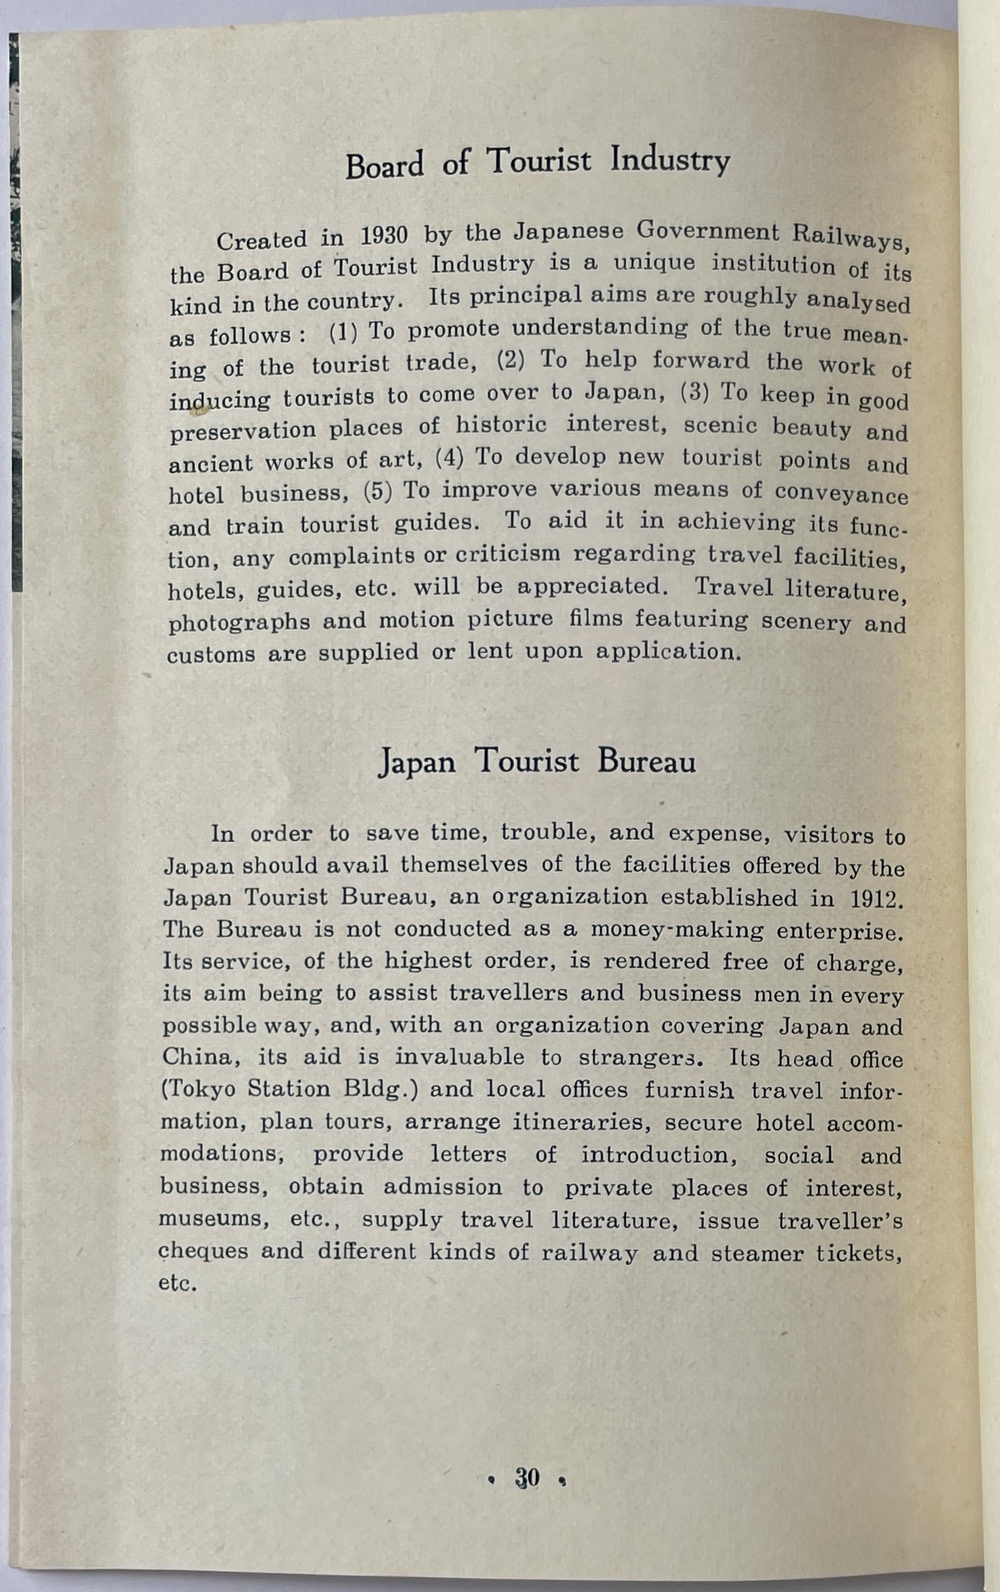 Board of Tourist Industry
Created in 1930 by the Japanese Government Railways,
the Board of Tourist Industry is a unique institution of its
kind in the country. Its principal aims are roughly analysed
as follows : (1) To promote understanding of the true mean-
ing of the tourist trade, (2) To help forward the work of
inducing tourists to come over to Japan, (3) To keep in good
preservation places of historic interest, scenic beauty and
ancient works of art, (4) To develop new tourist points and
hotel business, (5) To improve various means of conveyance
and train tourist guides. To aid it in achieving its func-
tion, any complaints or criticism regarding travel facilities,
hotels, guides, etc. will be appreciated. Travel literature,
photographs and motion picture films featuring scenery and
customs are supplied or lent upon application.
Japan Tourist Bureau
In order to save time, trouble, and expense, visitors to
Japan should avail themselves of the facilities offered by the
Japan Tourist Bureau, an organization established in 1912.
The Bureau is not conducted as a money-making enterprise.
Its service, of the highest order, is rendered free of charge,
its aim being to assist travellers and business men in every
possible way, and, with an organization covering Japan and
China, its aid is invaluable to strangers. Its head office
(Tokyo Station Bldg.) and local offices furnish travel infor-
mation, plan tours, arrange itineraries, secure hotel accom-
modations, provide letters of introduction, social and
business, obtain admission to private places of interest,
museums, etc., supply travel literature, issue traveller's
cheques and different kinds of railway and steamer tickets,
etc.
• 30 •